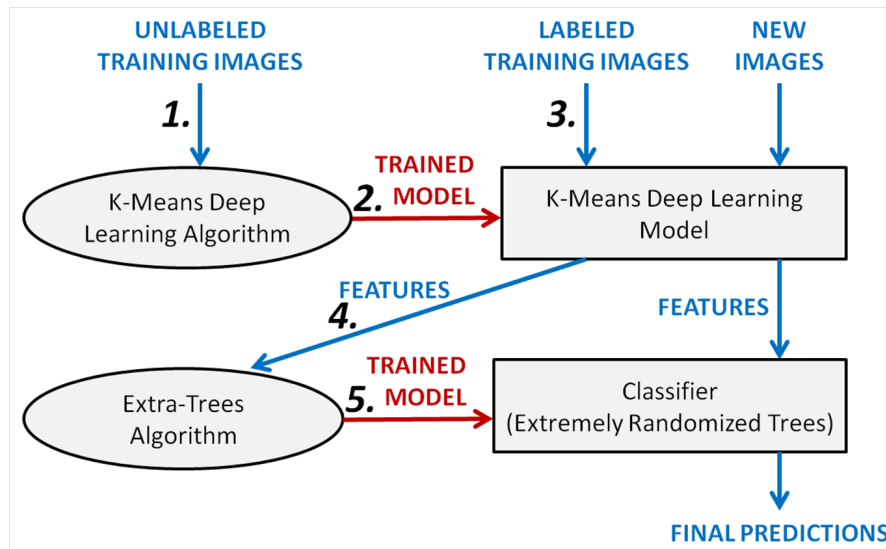 UNLABELED
TRAINING IMAGES
LABELED
TRAINING IMAGES
NEW
IMAGES
1.
3.
K-Means Deep
Learning Algorithm
2.
TRAINED
MODEL
K-Means Deep Learning
Model
FEATURES
4.
FEATURES
Extra-Trees
Algorithm
5.
TRAINED
MODEL
Classifier
(Extremely Randomized Trees)
FINAL PREDICTIONS